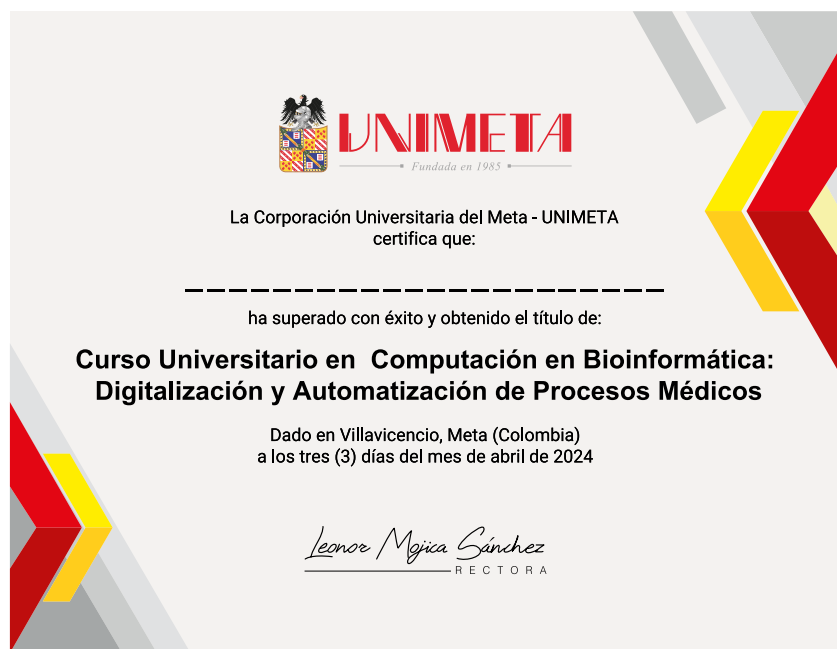 UNIMETA
Fundada en 1985
La Corporación Universitaria del Meta - UNIMETA
certifica que:
ha superado con éxito y obtenido el título de:
Curso Universitario en Computación en Bioinformática:
Digitalización y Automatización de Procesos Médicos
Dado en Villavicencio, Meta (Colombia)
a los tres (3) días del mes de abril de 2024
Leonor Mojica Sánchez
RECTORA